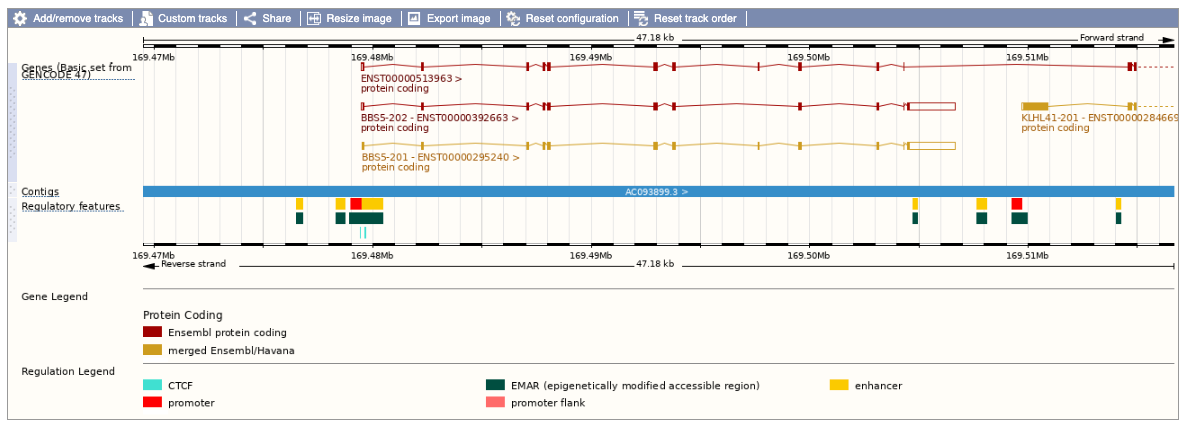 Add/remove tracks Custom tracks Share Resize image Export image Reset configuration Reset track order
47.18 kb Forward strand
169.47Mb 169.48Mb 169.49Mb 169.50Mb 169.51Mb
Genes (Basic set from
GENCODE 47)
ENST00000513963 >
protein coding
BBS5-202 - ENST00000392663 > KLHL41-201 - ENST00000284669
protein coding protein coding
BBS5-201 - ENST00000295240 >
protein coding
Contigs AC093899.3 >
Regulatory features
169.47Mb 169.48Mb 169.49Mb 169.50Mb 169.51Mb
Reverse strand 47.18 kb
Gene Legend
Protein Coding
Ensembl protein coding
merged Ensembl/Havana
Regulation Legend
CTCF EMAR (epigenetically modified accessible region) enhancer
promoter promoter flank